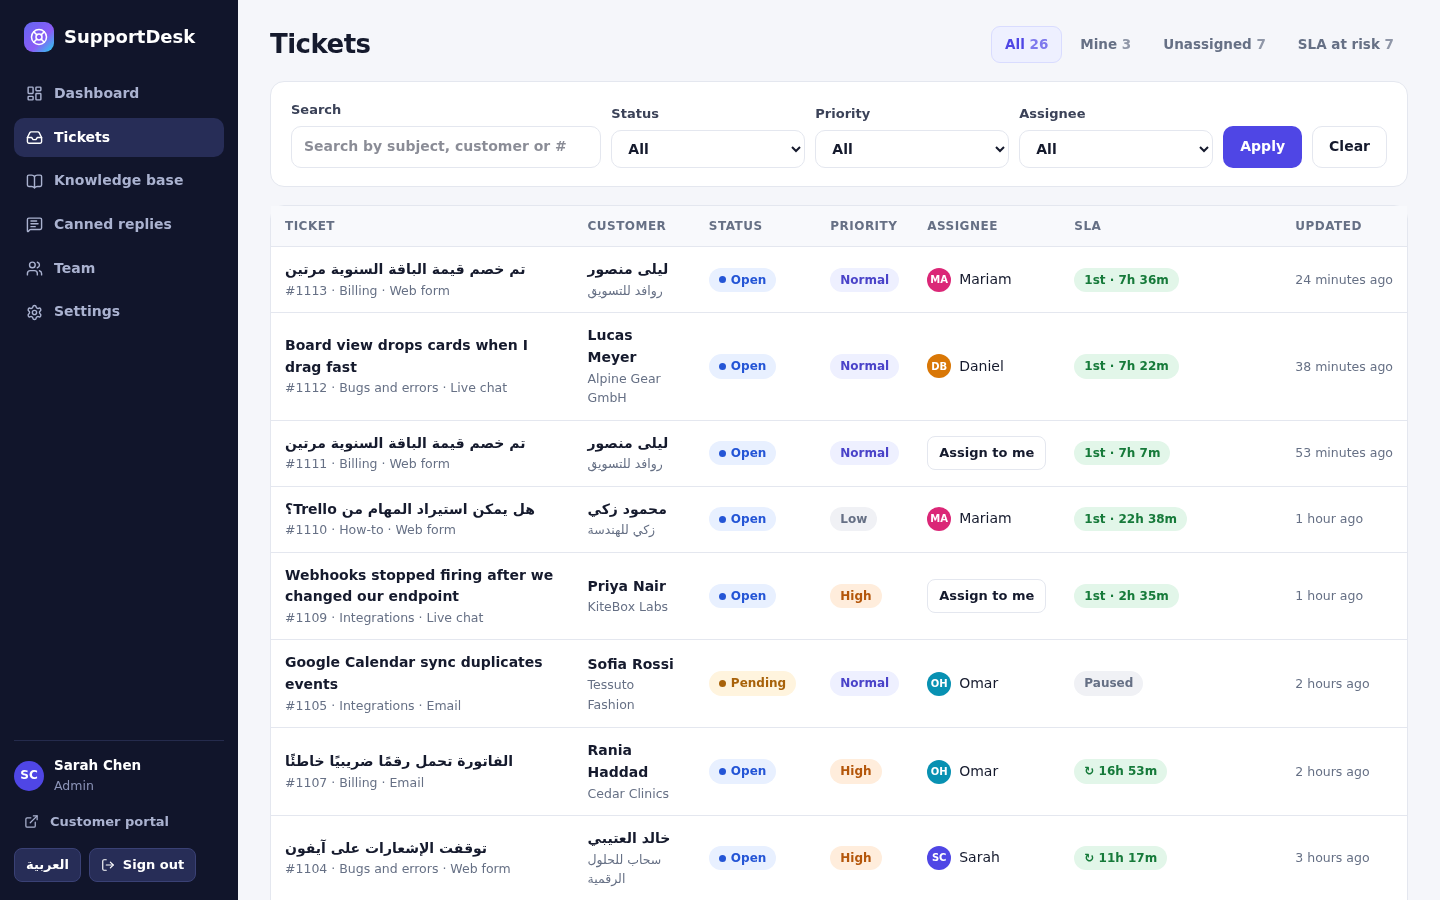 SupportDesk
Dashboard
Tickets
Knowledge base
Canned replies
Team
Settings
SC
Sarah Chen
Admin
Customer portal
العربية
Sign out
Tickets
All 26
Mine 3
Unassigned 7
SLA at risk 7
Search
Search by subject, customer or #
Status
All
Priority
All
Assignee
All
Apply
Clear
TICKET CUSTOMER STATUS PRIORITY ASSIGNEE SLA UPDATED
تم خصم قيمة الباقة السنوية مرتين
#1113 · Billing · Web form
ليلى منصور
روافد للتسويق
Open
Normal
MA Mariam
1st · 7h 36m
24 minutes ago
Board view drops cards when I
drag fast
#1112 · Bugs and errors · Live chat
Lucas
Meyer
Alpine Gear
GmbH
Open
Normal
DB Daniel
1st · 7h 22m
38 minutes ago
تم خصم قيمة الباقة السنوية مرتين
#1111 · Billing · Web form
ليلى منصور
روافد للتسويق
Open
Normal
Assign to me
1st · 7h 7m
53 minutes ago
هل يمكن استيراد المهام من Trello؟
#1110 · How-to · Web form
محمود زكي
زكي للهندسة
Open
Low
MA Mariam
1st · 22h 38m
1 hour ago
Webhooks stopped firing after we
changed our endpoint
#1109 · Integrations · Live chat
Priya Nair
KiteBox Labs
Open
High
Assign to me
1st · 2h 35m
1 hour ago
Google Calendar sync duplicates
events
#1105 · Integrations · Email
Sofia Rossi
Tessuto
Fashion
Pending
Normal
OH Omar
Paused
2 hours ago
الفاتورة تحمل رقمًا ضريبيًا خاطئًا
#1107 · Billing · Email
Rania
Haddad
Cedar Clinics
Open
High
OH Omar
↻ 16h 53m
2 hours ago
توقفت الإشعارات على آيفون
#1104 · Bugs and errors · Web form
خالد العتيبي
سحاب للحلول
الرقمية
Open
High
SC Sarah
↻ 11h 17m
3 hours ago